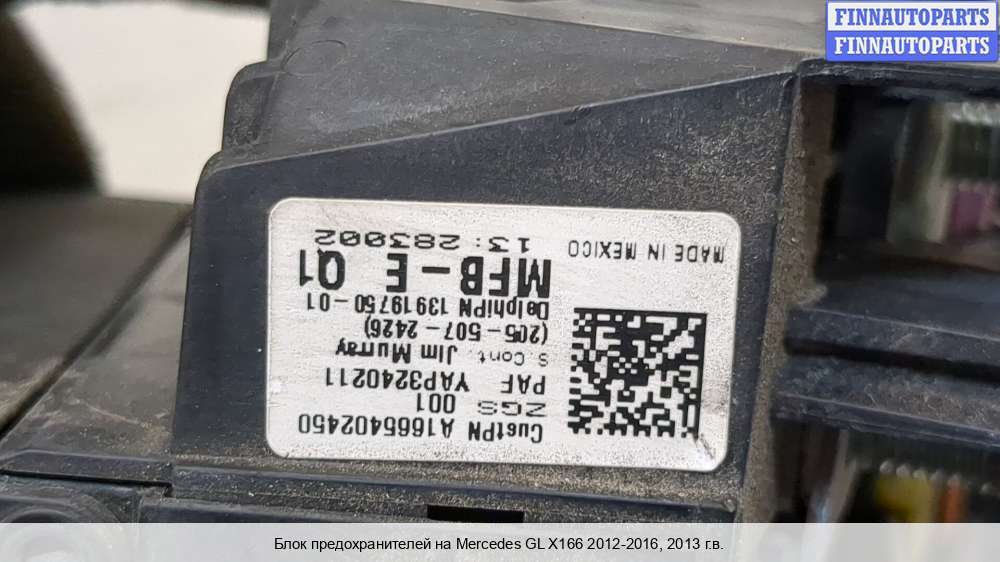 FINNAUTOPARTS
FINNAUTOPARTS
CustPN A1665402450
ZGS 001
PAF YAP3240211
S Cont. Jim Murray
(205-507-2426)
DelphiPN 13919750-01
MFB-E Q1
13:283002
MADE IN MEXICO
Блок предохранителей на Mercedes GL X166 2012-2016, 2013 г.в.